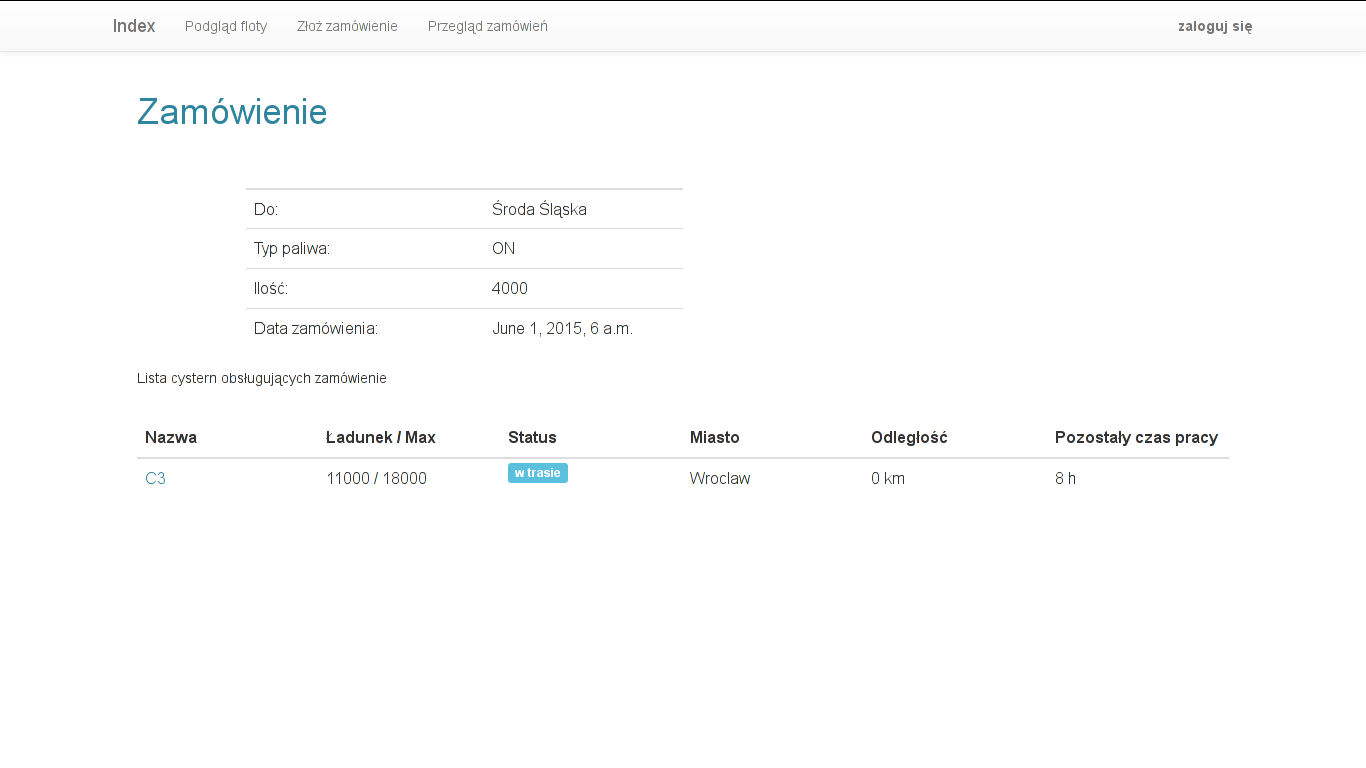 Index Podgląd floty Złoż zamówienie Przegląd zamówień zaloguj się
Zamówienie
Do: Środa Śląska
Typ paliwa: ON
Ilość: 4000
Data zamówienia: June 1, 2015, 6 a.m.
Lista cystern obsługujących zamówienie
Nazwa Ładunek / Max Status Miasto Odległość Pozostały czas pracy
C3 11000 / 18000 w trasie Wroclaw 0 km 8 h